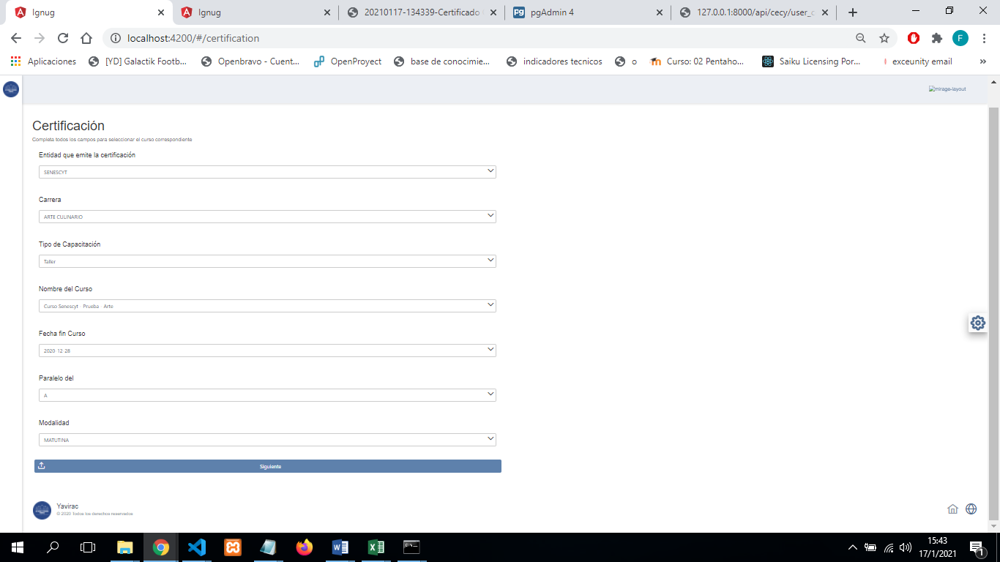 Ignug
Ignug
20210117-134339-Certificado
pgAdmin 4
127.0.0.1:8000/api/cecy/user_c
localhost:4200/#/certification
F
Aplicaciones
[YD] Galactik Footb...
Openbravo - Cuent...
OpenProyect
base de conocimie...
indicadores tecnicos
o
Curso: 02 Pentaho...
Saiku Licensing Por...
exceunity email
»
mirage-layout
Certificación
Completa todos los campos para seleccionar el curso correspondiente
Entidad que emite la certificación
SENESCYT
Carrera
ARTE CULINARIO
Tipo de Capacitación
Taller
Nombre del Curso
Curso Senescyt - Prueba - Arte
Fecha fin Curso
2020-12-28
Paralelo del
A
Modalidad
MATUTINA
Siguiente
Yavirac
© 2020 Todos los derechos reservados
15:43
17/1/2021
1